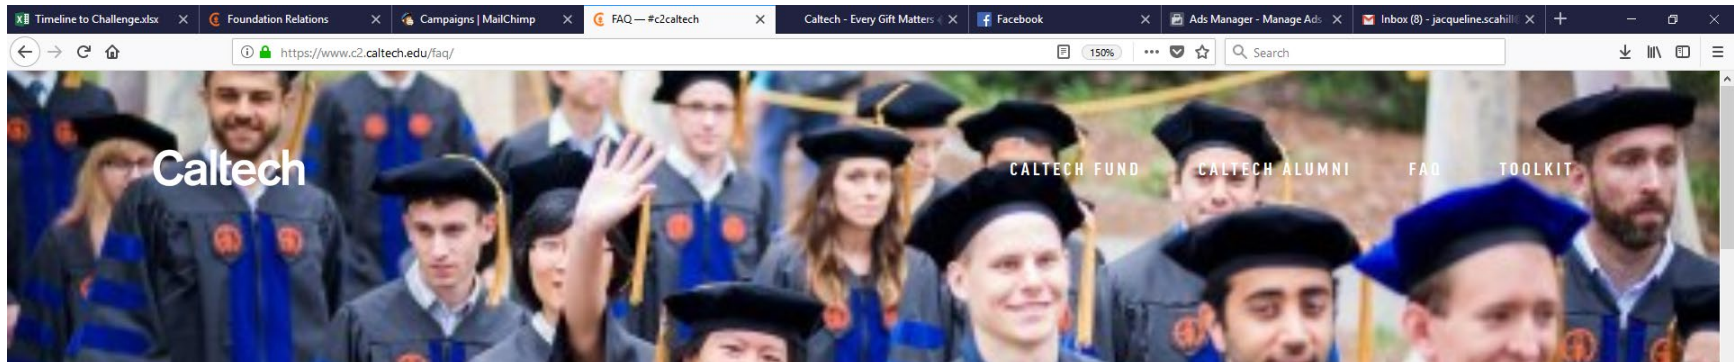 Timeline to Challenge.xlsx
Foundation Relations
Campaigns | MailChimp
FAQ — #c2caltech
Caltech - Every Gift Matters
Facebook
Ads Manager - Manage Ads
Inbox (8) - jacqueline.scahill
https://www.c2.caltech.edu/faq/
150%
Search
Caltech
CALTECH FUND
CALTECH ALUMNI
FAQ
TOOLKIT